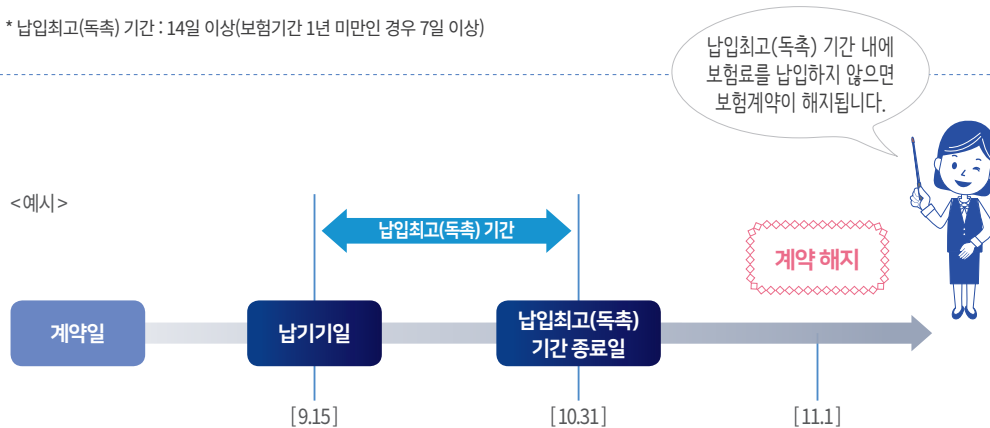 * 납입최고(독촉) 기간 : 14일 이상(보험기간 1년 미만인 경우 7일 이상)
납입최고(독촉) 기간 내에
보험료를 납입하지 않으면
보험계약이 해지됩니다.
<예시>
납입최고(독촉) 기간
계약 해지
계약일
납기기일
납입최고(독촉)
기간 종료일
[9.15]
[10.31]
[11.1]